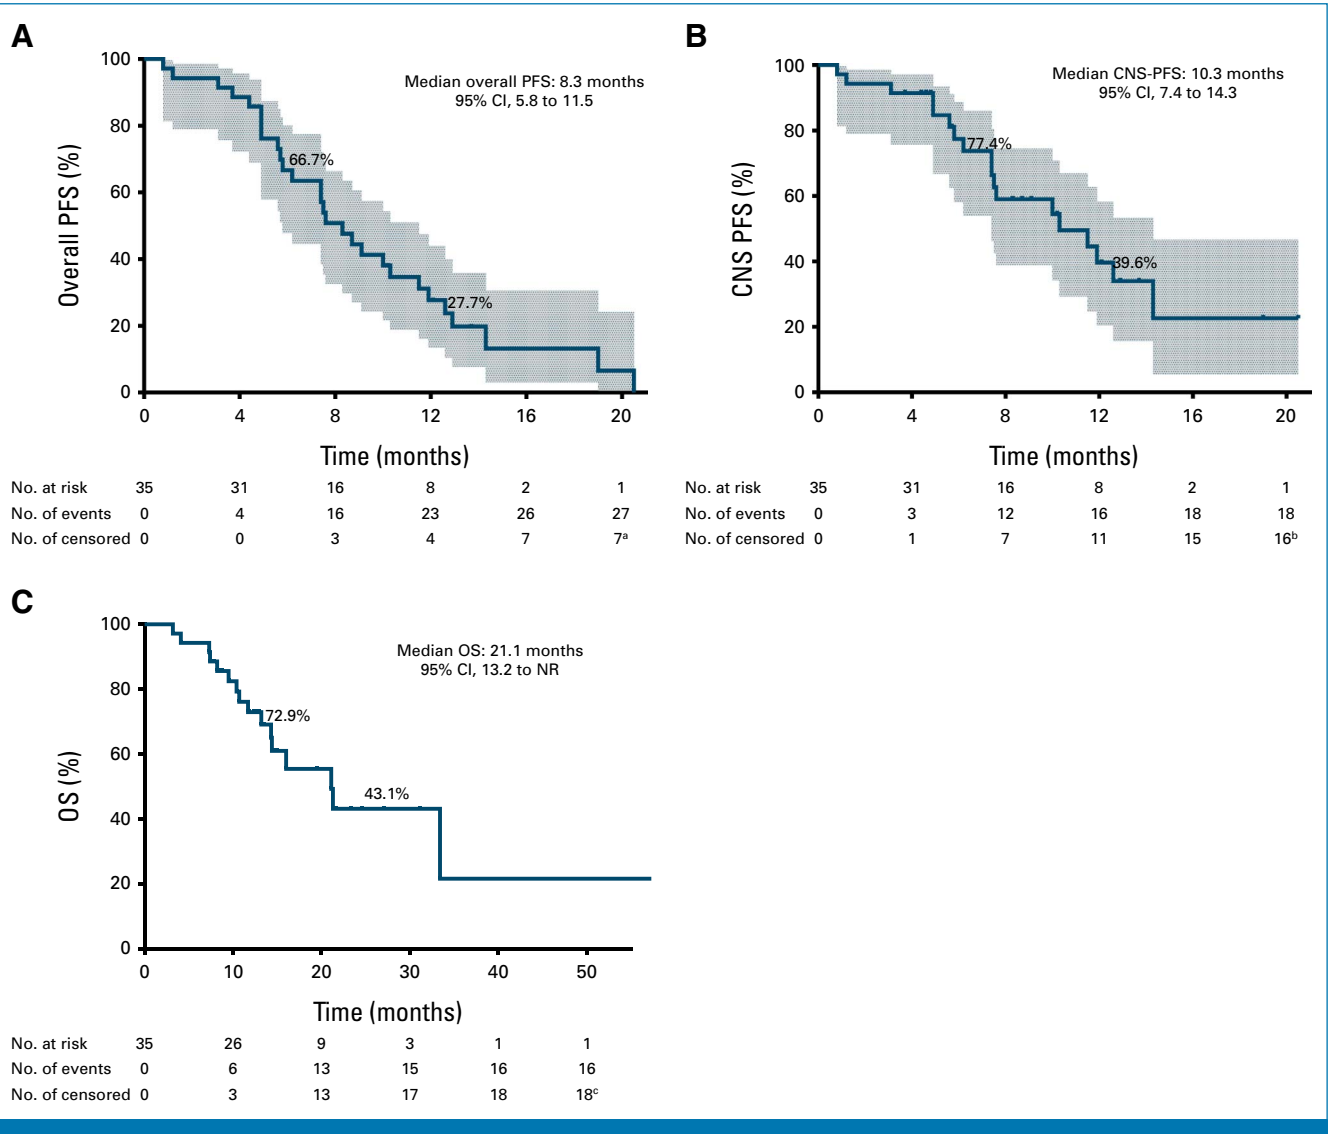 A
Median overall PFS: 8.3 months
95% CI, 5.8 to 11.5
Overall PFS (%)
100
80
60
40
20
0
66.7%
27.7%
0 4 8 12 16 20
Time (months)
No. at risk 35 31 16 8 2 1
No. of events 0 4 16 23 26 27
No. of censored 0 0 3 4 7 7a
B
Median CNS-PFS: 10.3 months
95% CI, 7.4 to 14.3
CNS PFS (%)
100
80
60
40
20
0
77.4%
39.6%
0 4 8 12 16 20
Time (months)
No. at risk 35 31 16 8 2 1
No. of events 0 3 12 16 18 18
No. of censored 0 1 7 11 15 16b
C
Median OS: 21.1 months
95% CI, 13.2 to NR
OS (%)
100
80
60
40
20
0
72.9%
43.1%
0 10 20 30 40 50
Time (months)
No. at risk 35 26 9 3 1 1
No. of events 0 6 13 15 16 16
No. of censored 0 3 13 17 18 18c